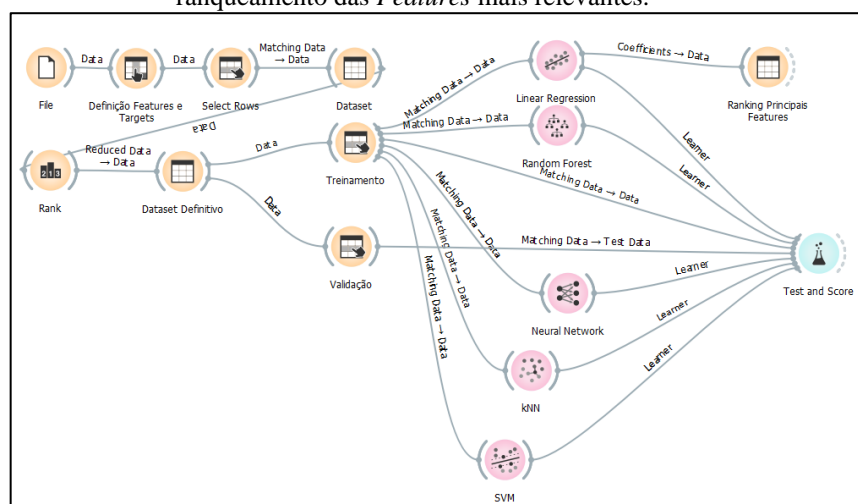 ranqueamento das Features mais relevantes.
Data
Data
Matching Data
→ Data
Coefficients → Data
Matching Data → Data
File
Definição Features e
Targets
Select Rows
Dataset
Linear Regression
Ranking Principais
Features
Data
Reduced Data
→ Data
Data
Matching Data → Data
Learner
Learner
Random Forest
Matching Data → Data
Treinamento
213
Rank
Dataset Definitivo
Data
Matching Data → Data
Matching Data → Data
Matching Data → Data
Matching Data → Test Data
Validação
Learner
Test and Score
Neural Network
Learner
Learner
kNN
SVM